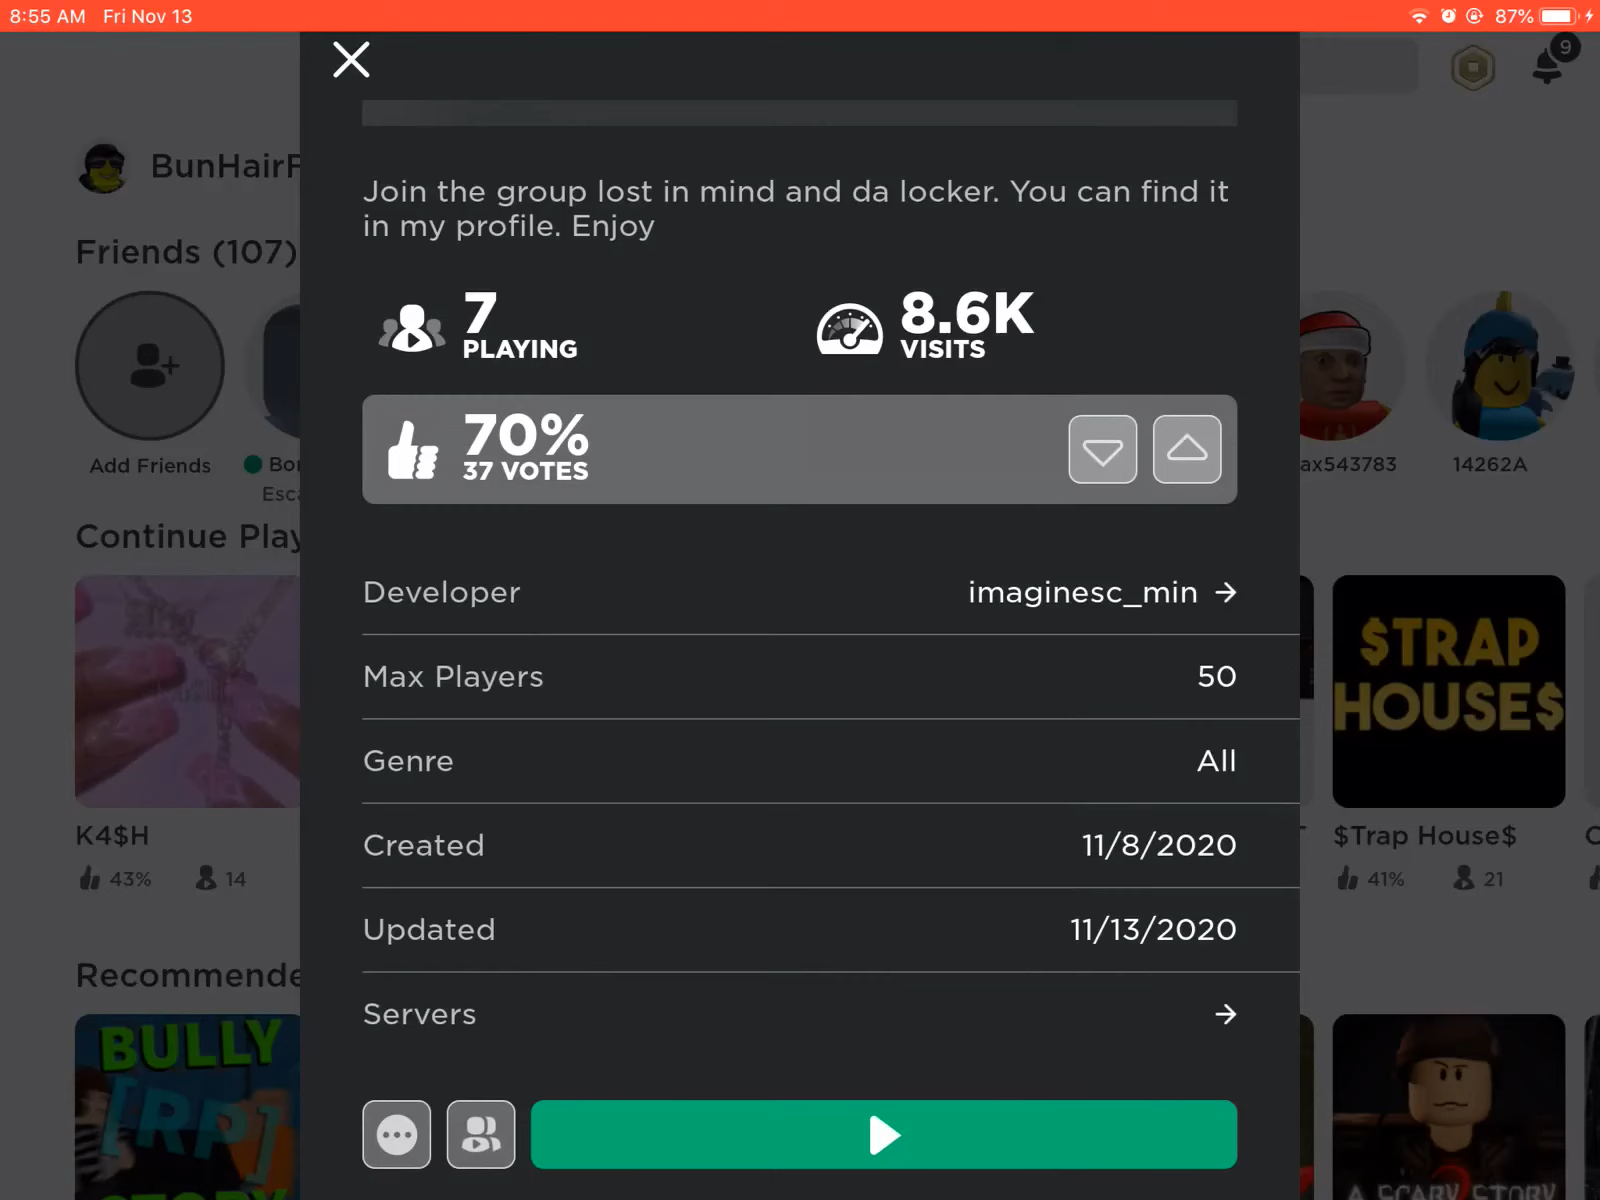 8:55 AM Fri Nov 13
87%
9
BunHairF
Friends (107)
Add Friends
Bor
Esca
ax543783
14262A
Continue Play
K4$H
43% 14
$TRAP
HOUSE$
$Trap House$
41% 21
Recommende
BULLY
[RP]
STORY
A SCARY STORY
Join the group lost in mind and da locker. You can find it
in my profile. Enjoy
7
PLAYING
8.6K
VISITS
70%
37 VOTES
Developer imaginesc_min
Max Players 50
Genre All
Created 11/8/2020
Updated 11/13/2020
Servers